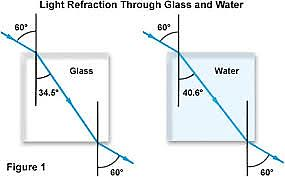 Light Refraction Through Glass and Water
60°
60°
Glass
Water
34.5°
40.6°
Figure 1
60°
60°